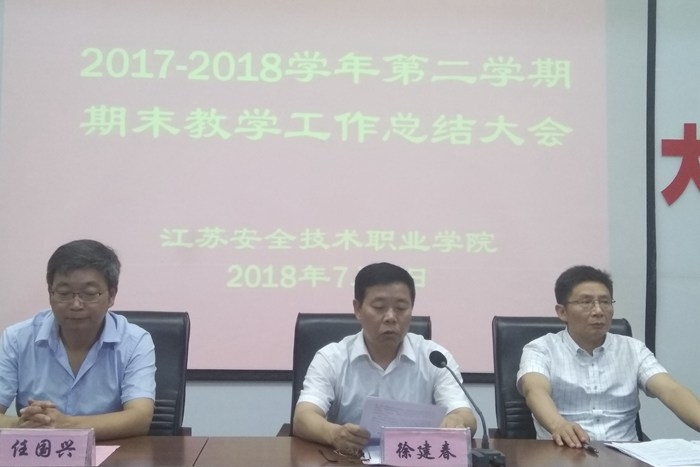 2017-2018学年第二学期
期末教学工作总结大会
江苏安全技术职业学院
2018年7日
任国兴
徐建春